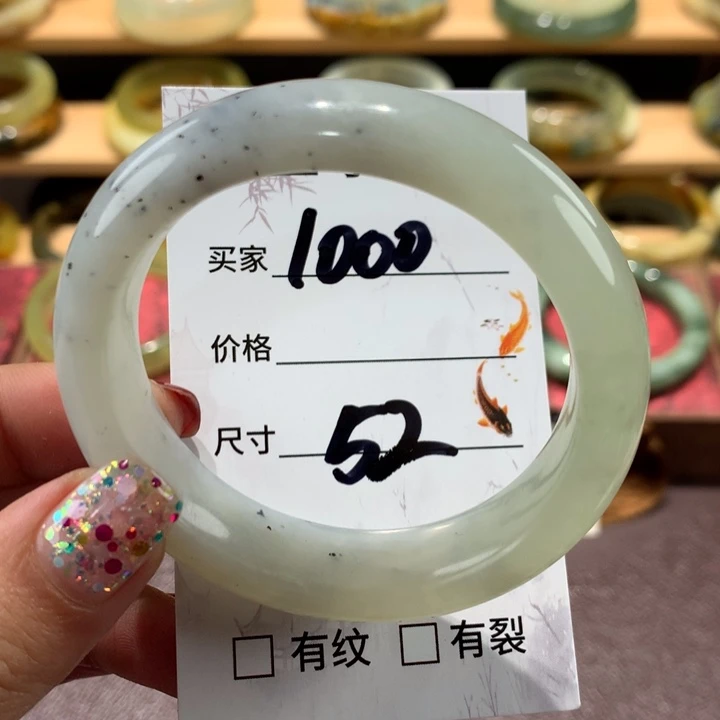 买家 1000
价格
尺寸 52
□ 有纹 □ 有裂